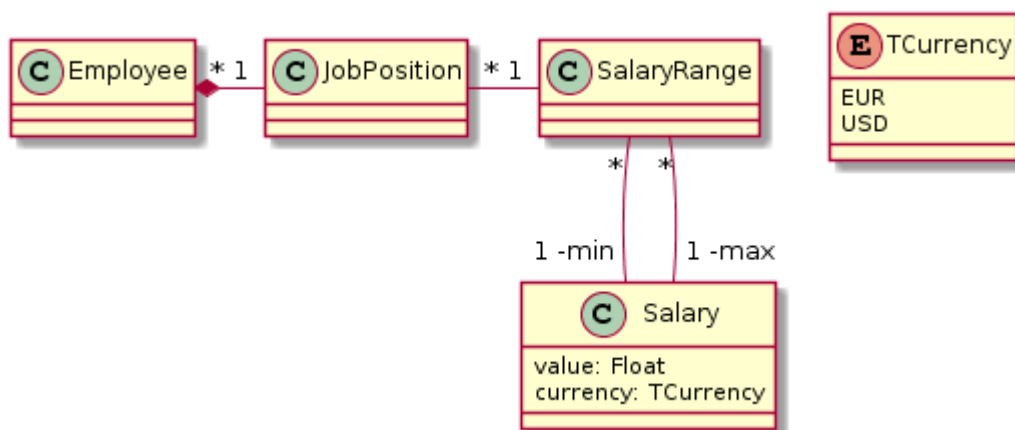 C Employee
* 1
C JobPosition
* 1
C SalaryRange
E TCurrency
EUR
USD
* *
1 -min 1 -max
C Salary
value: Float
currency: TCurrency